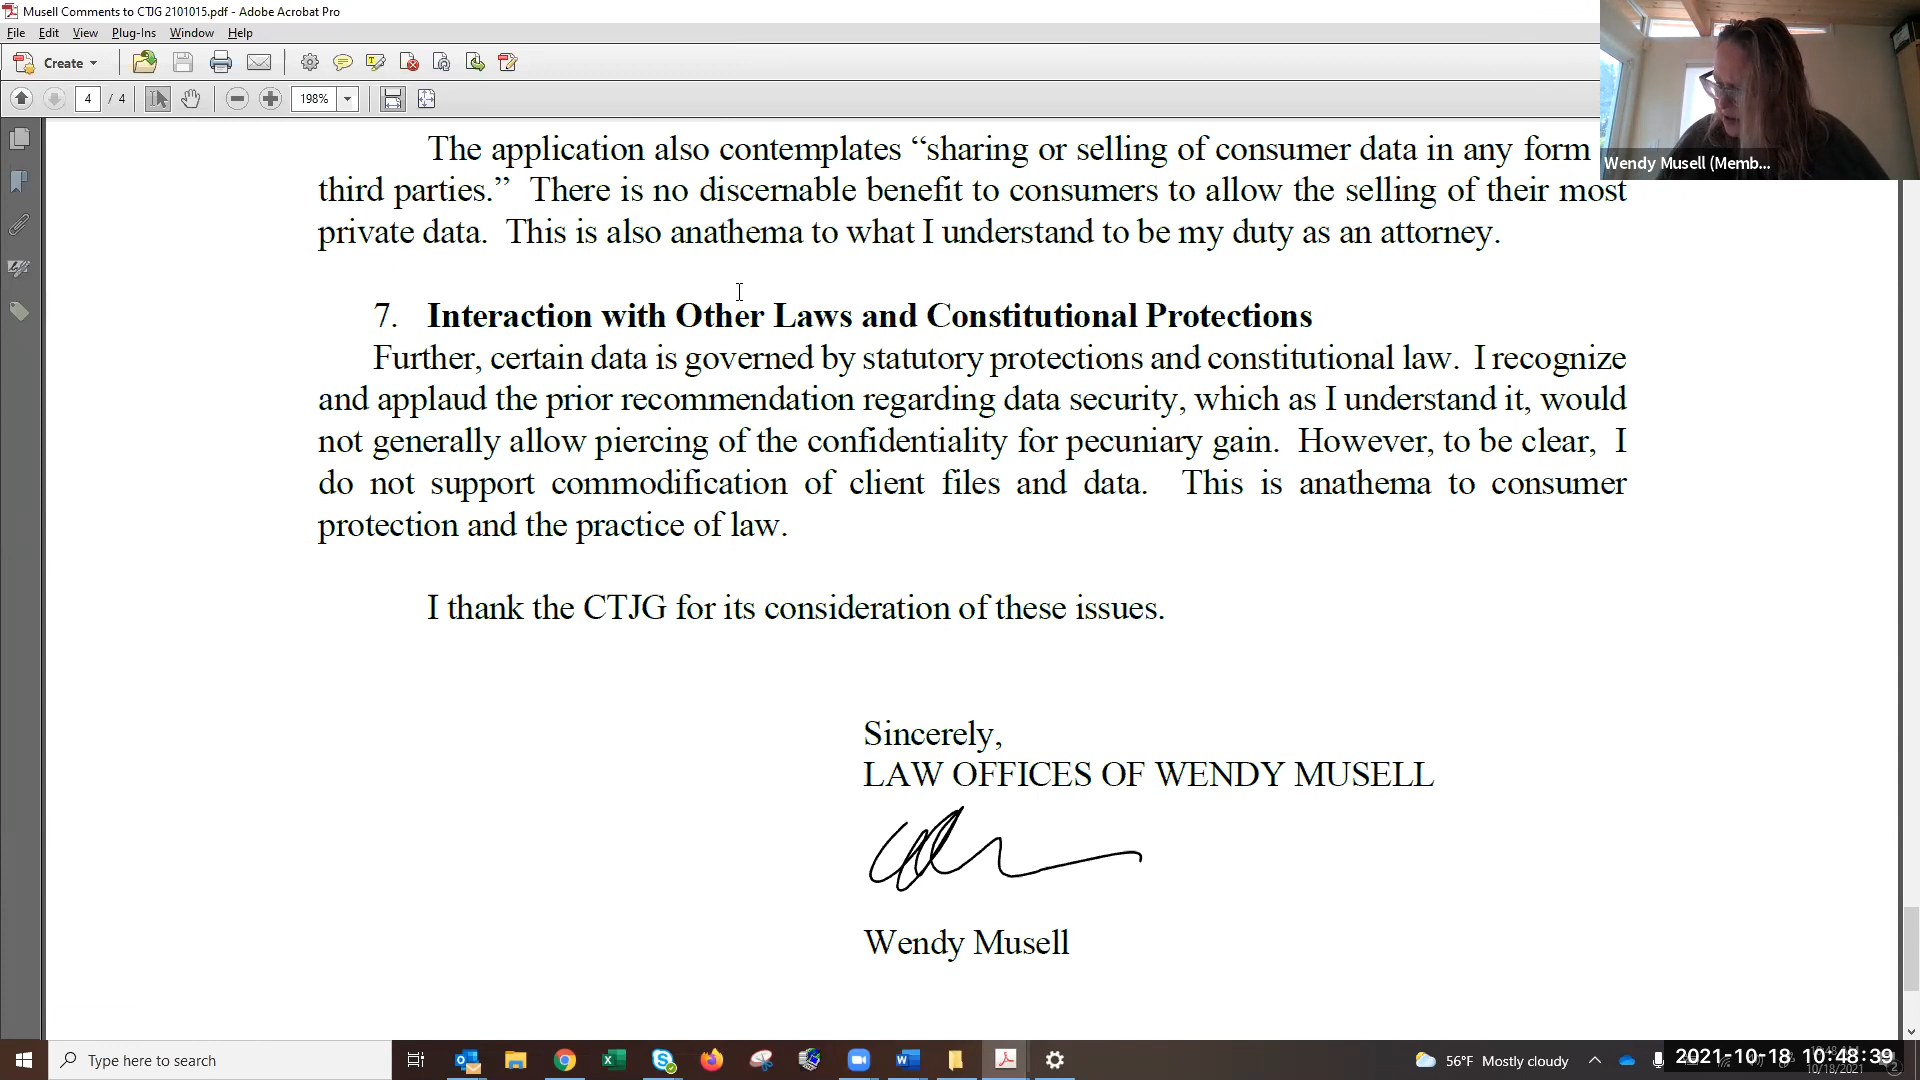 Musell Comments to CTJG 2101015.pdf - Adobe Acrobat Pro
File Edit View Plug-Ins Window Help
Create
4 / 4 198%
The application also contemplates “sharing or selling of consumer data in any form
third parties.” There is no discernable benefit to consumers to allow the selling of their most
private data. This is also anathema to what I understand to be my duty as an attorney.
Wendy Musell (Memb...
7. Interaction with Other Laws and Constitutional Protections
Further, certain data is governed by statutory protections and constitutional law. I recognize
and applaud the prior recommendation regarding data security, which as I understand it, would
not generally allow piercing of the confidentiality for pecuniary gain. However, to be clear, I
do not support commodification of client files and data. This is anathema to consumer
protection and the practice of law.
I thank the CTJG for its consideration of these issues.
Sincerely,
LAW OFFICES OF WENDY MUSELL
Wendy Musell
Type here to search
56°F Mostly cloudy
2021-10-18 10:48:39
10/18/2021